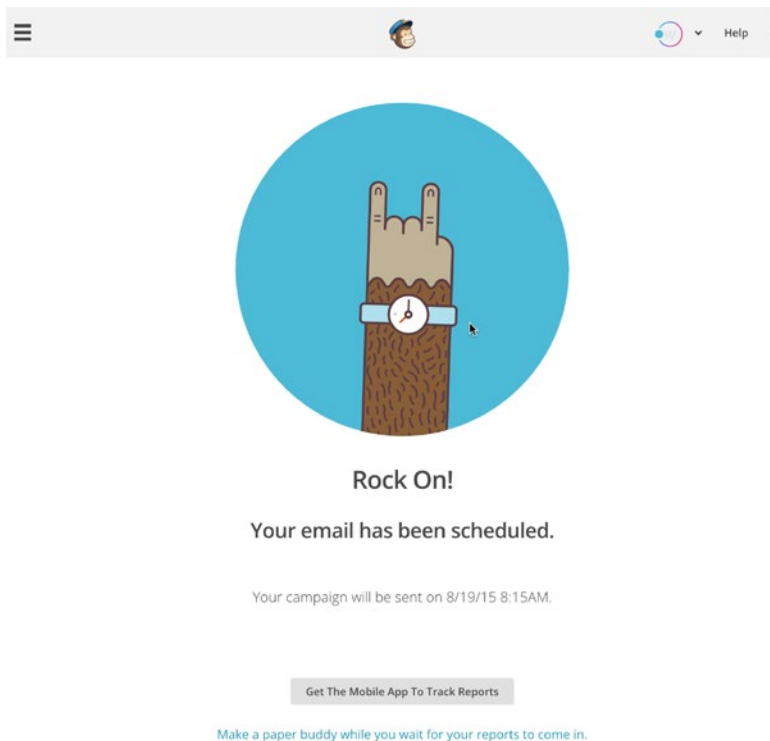 Help
Rock On!
Your email has been scheduled.
Your campaign will be sent on 8/19/15 8:15AM.
Get The Mobile App To Track Reports
Make a paper buddy while you wait for your reports to come in.